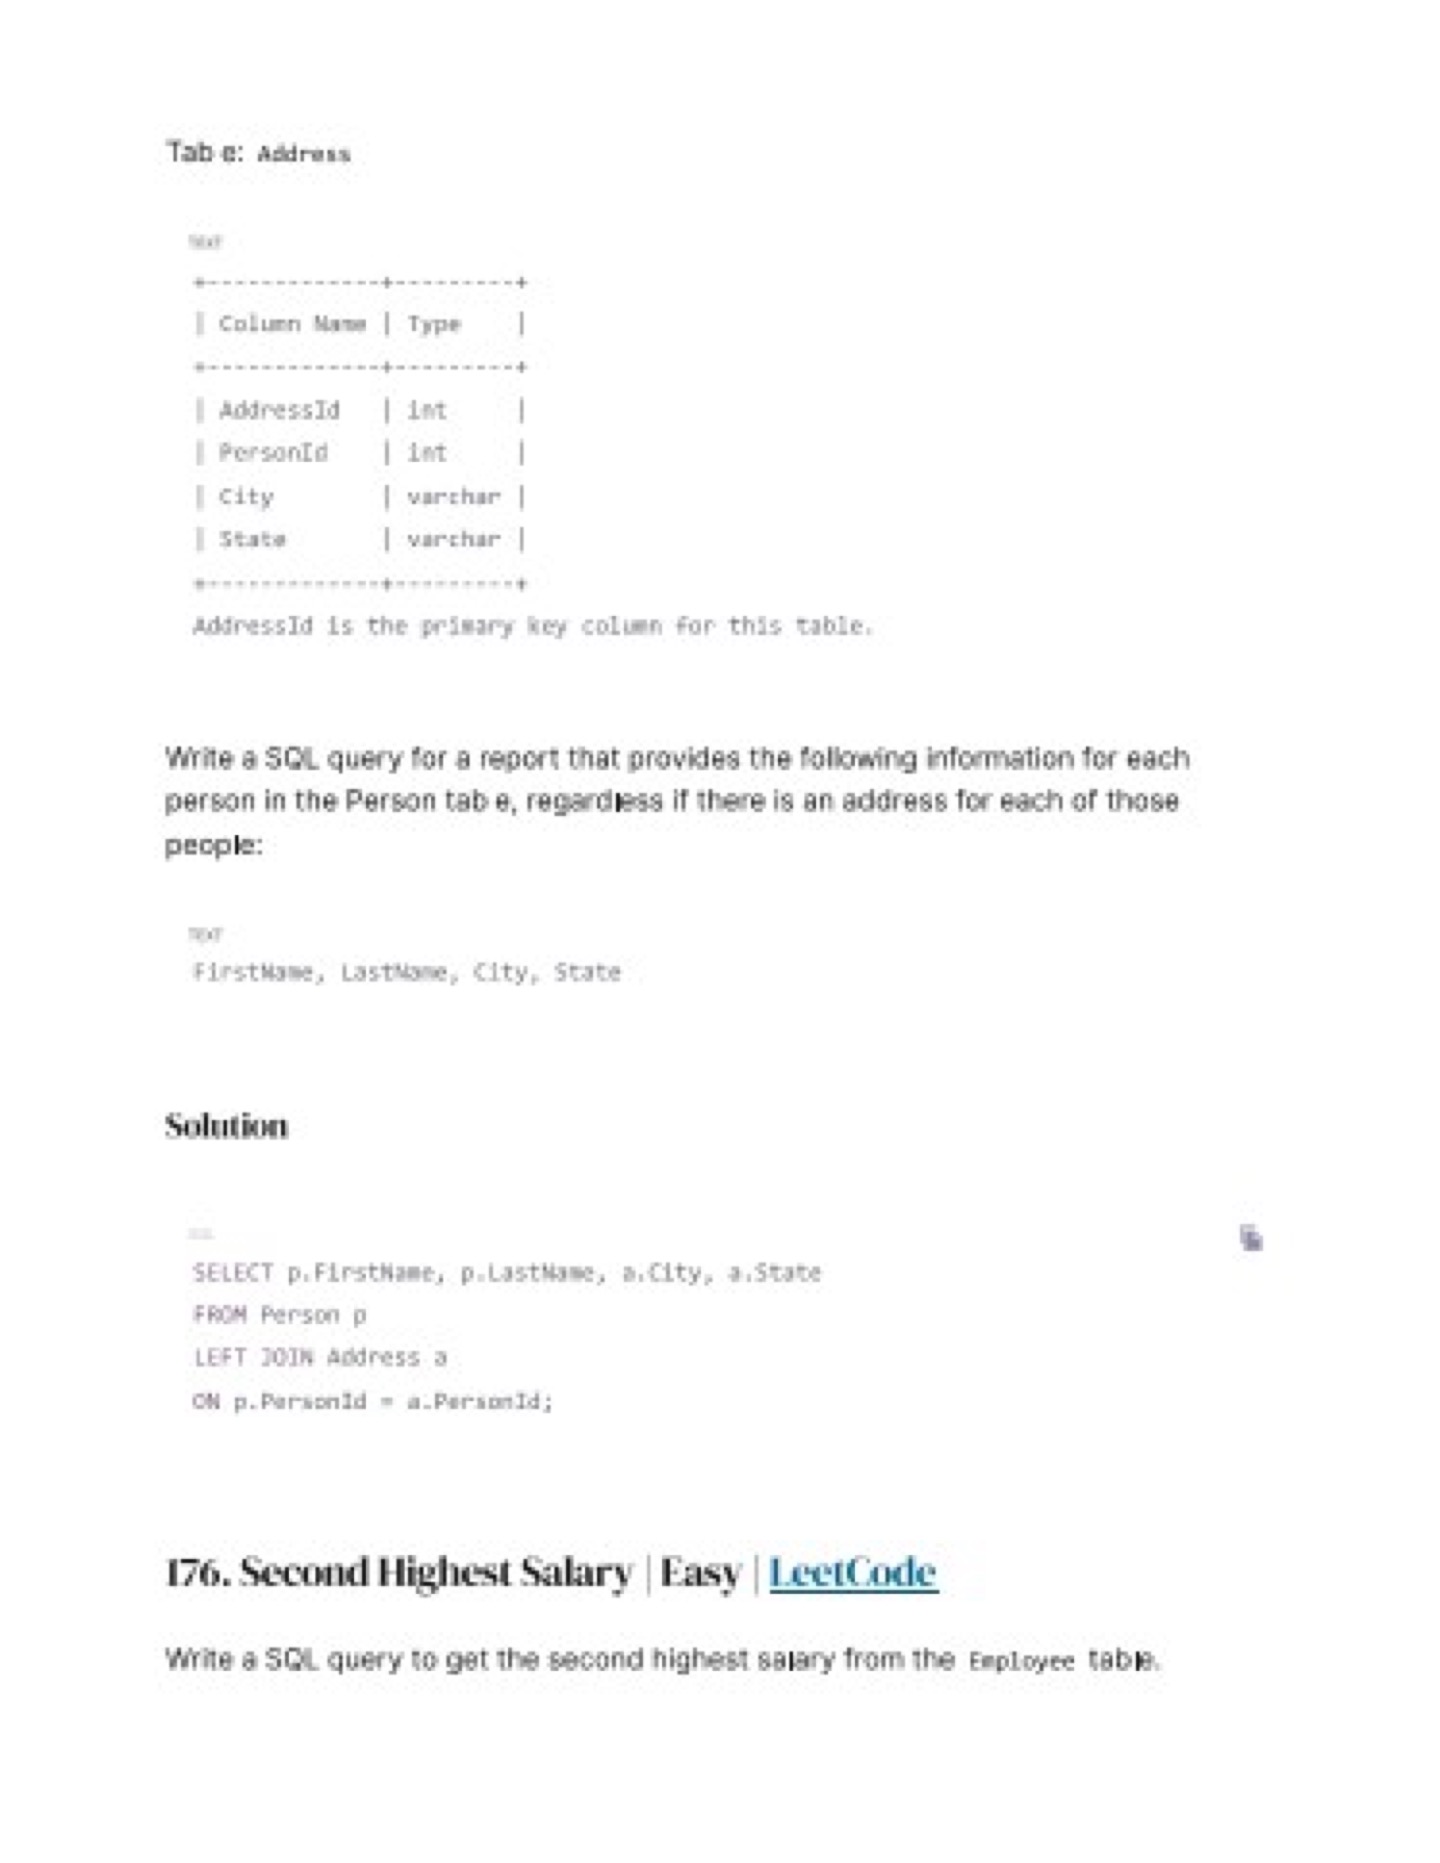 Tab e: Address
TEXT
+-------------+---------+
| Column Name | Type    |
+-------------+---------+
| AddressId   | int     |
| PersonId    | int     |
| City        | varchar |
| State       | varchar |
+-------------+---------+
AddressId is the primary key column for this table.
Write a SQL query for a report that provides the following information for each
person in the Person tab e, regardless if there is an address for each of those
people:
TEXT
FirstName, LastName, City, State
Solution
SELECT p.FirstName, p.LastName, a.City, a.State
FROM Person p
LEFT JOIN Address a
ON p.PersonId = a.PersonId;
176. Second Highest Salary | Easy | LeetCode
Write a SQL query to get the second highest salary from the Employee table.